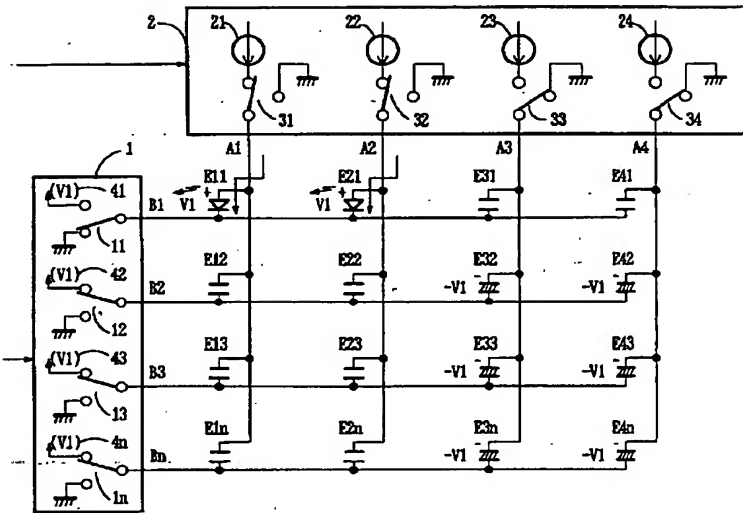 2 21 22 23 24
31 32 33 34
1 A1 A2 A3 A4
(V1) 41 E11 + V1 E21 + V1 E31 E41
B1
11
(V1) 42 B2 E12 E22 E32 -V1 E42 -V1
12
(V1) 43 B3 E13 E23 E33 -V1 E43 -V1
13
(V1) 4n Bn E1n E2n E3n -V1 E4n -V1
1n